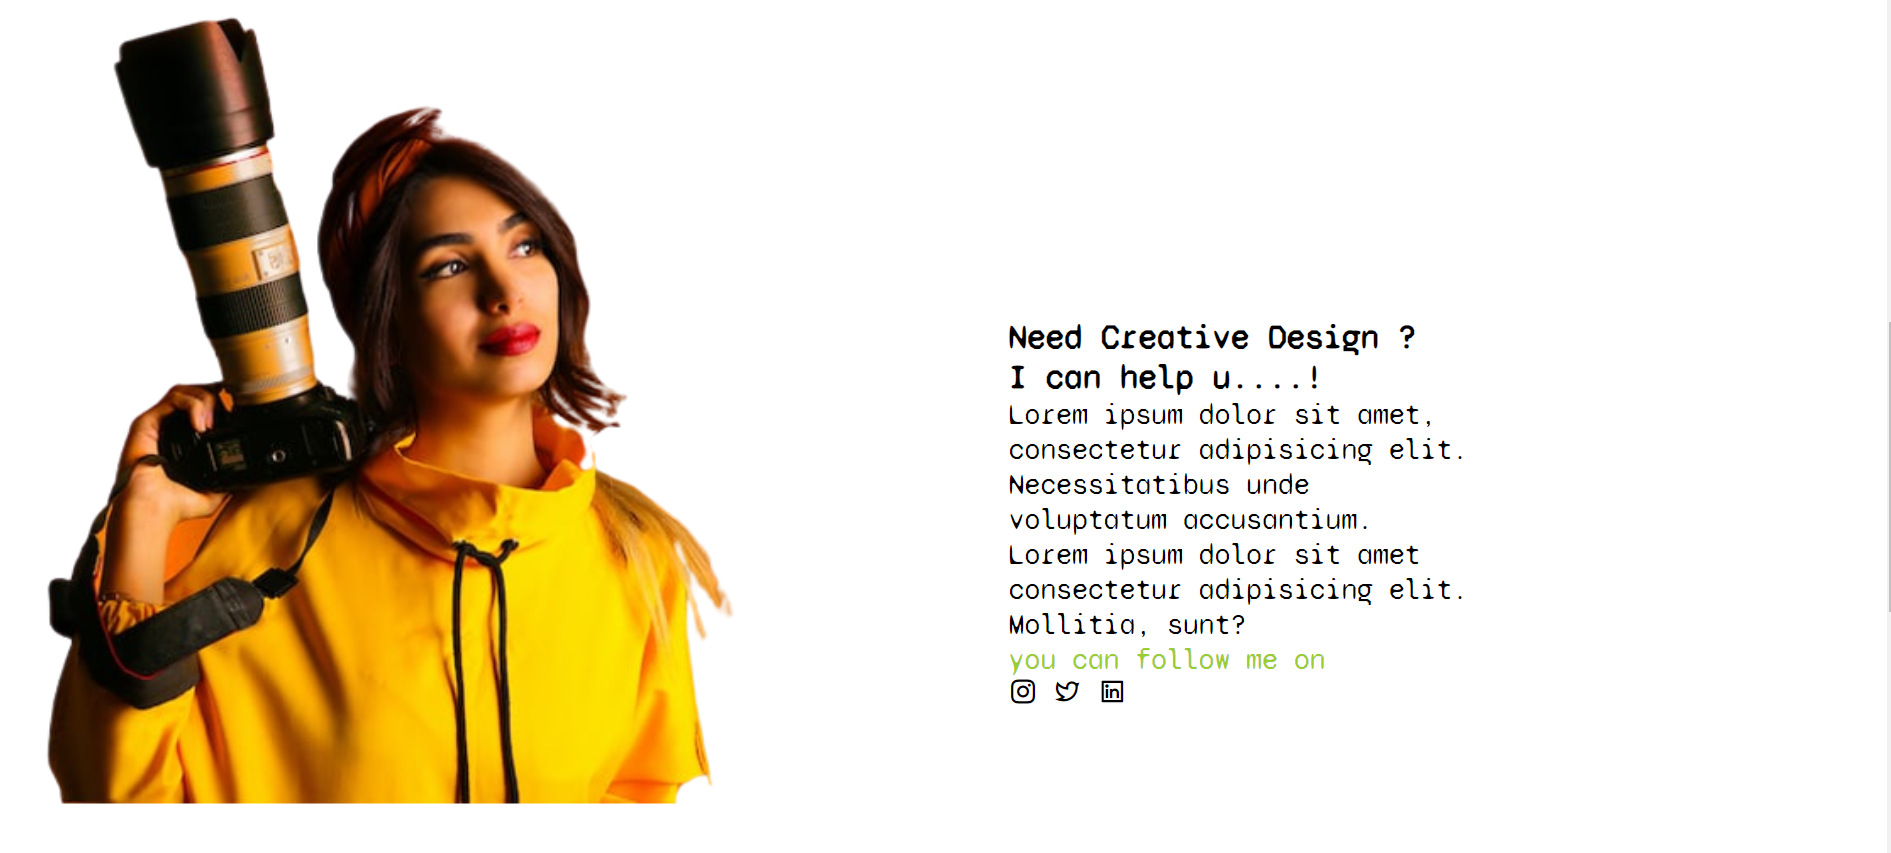 Need Creative Design ?
I can help u....!
Lorem ipsum dolor sit amet,
consectetur adipisicing elit.
Necessitatibus unde
voluptatum accusantium.
Lorem ipsum dolor sit amet
consectetur adipisicing elit.
Mollitia, sunt?
you can follow me on
in